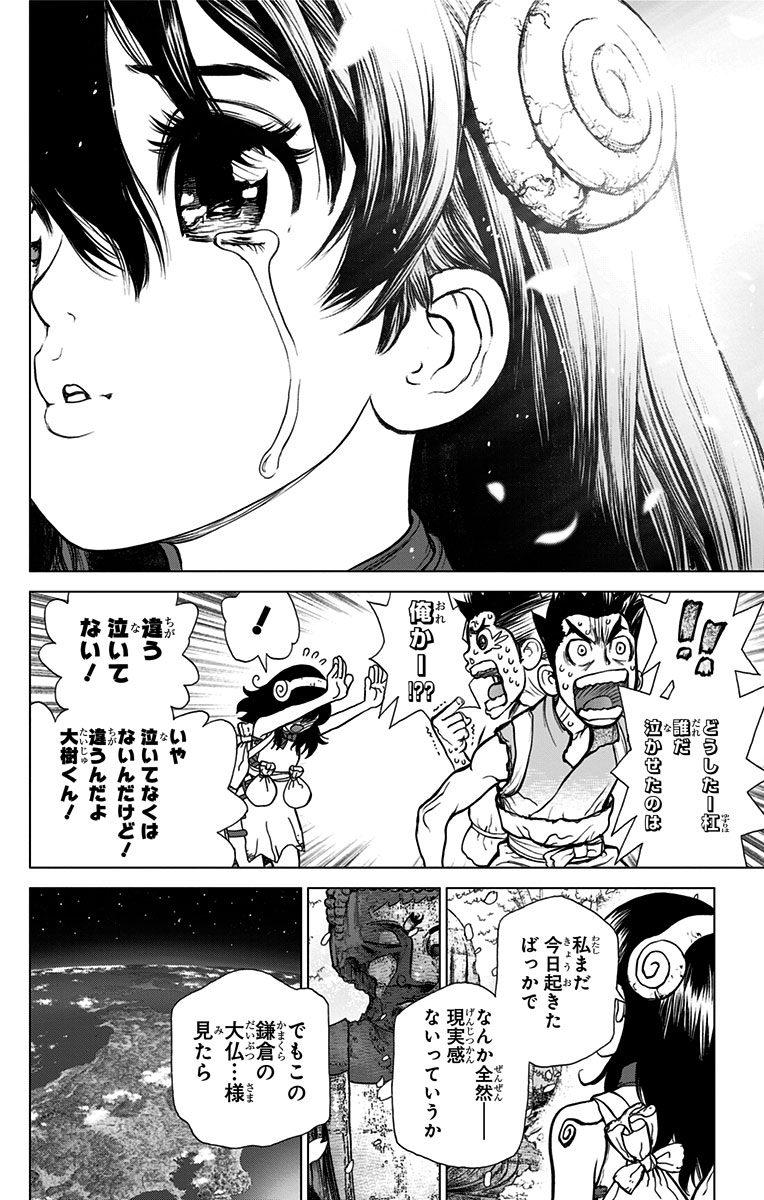 !!
どうしたー杠
誰だ
泣かせたのは
俺かー
!??
!
違う
泣いて
ない!
いや
泣いてなくは
ないんだけど!
違うんだよ
大樹くん!
私まだ
今日起きた
ばっかで
なんか全然——
現実感
ないっていうか
でもこの
鎌倉の
大仏…様
見たら